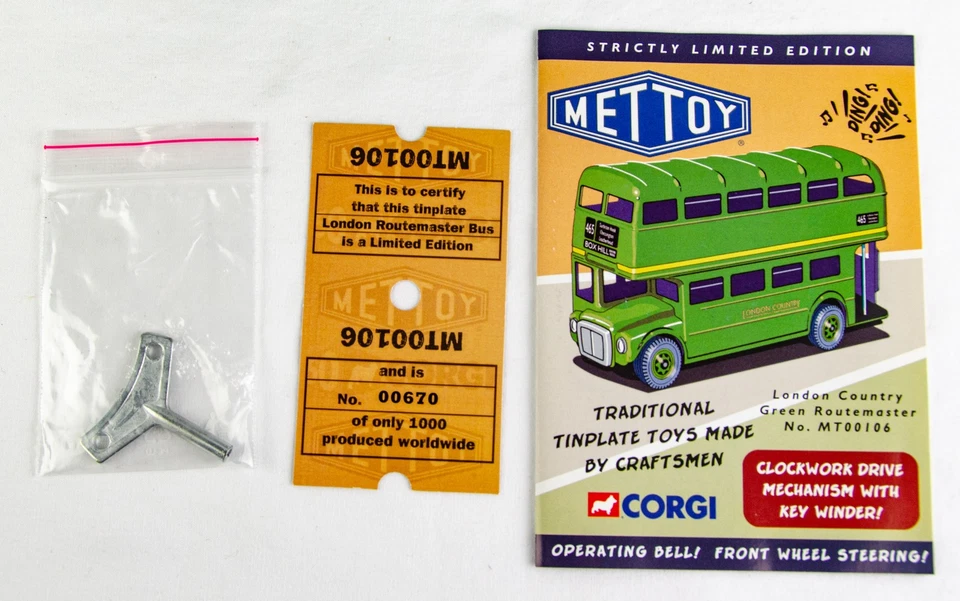 MT00106
This is to certify
that this tinplate
London Routemaster Bus
is a Limited Edition
METTOY
MT00106
and is
No. 00670
of only 1000
produced worldwide
STRICTLY LIMITED EDITION
METTOY
®
DING! DING!
465
465
BOX HILL
LONDON COUNTRY
London Country
Green Routemaster
No. MT00106
TRADITIONAL
TINPLATE TOYS MADE
BY CRAFTSMEN
CORGI
CLOCKWORK DRIVE
MECHANISM WITH
KEY WINDER!
OPERATING BELL! FRONT WHEEL STEERING!